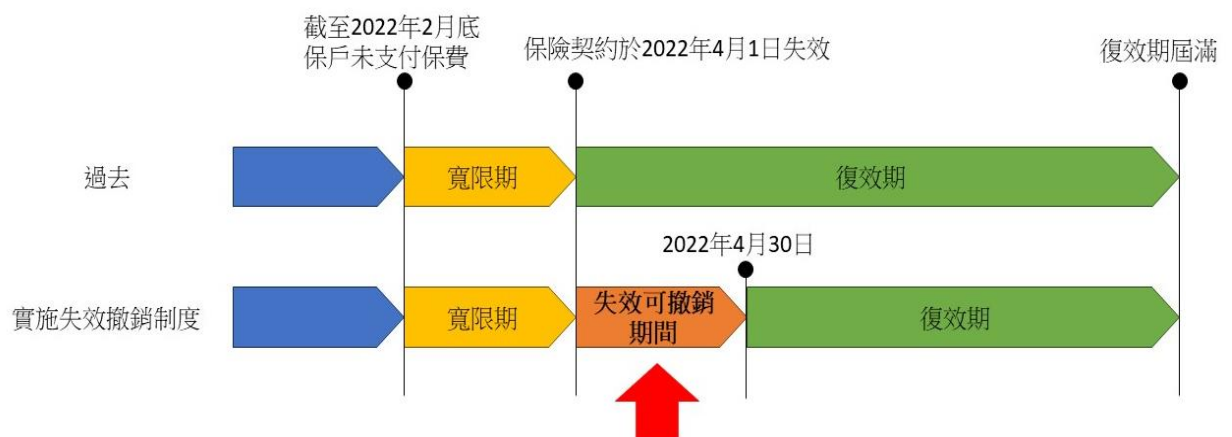 截至2022年2月底
保戶未支付保費
保險契約於2022年4月1日失效
復效期屆滿
過去
寬限期
復效期
2022年4月30日
實施失效撤銷制度
寬限期
失效可撤銷
期間
復效期